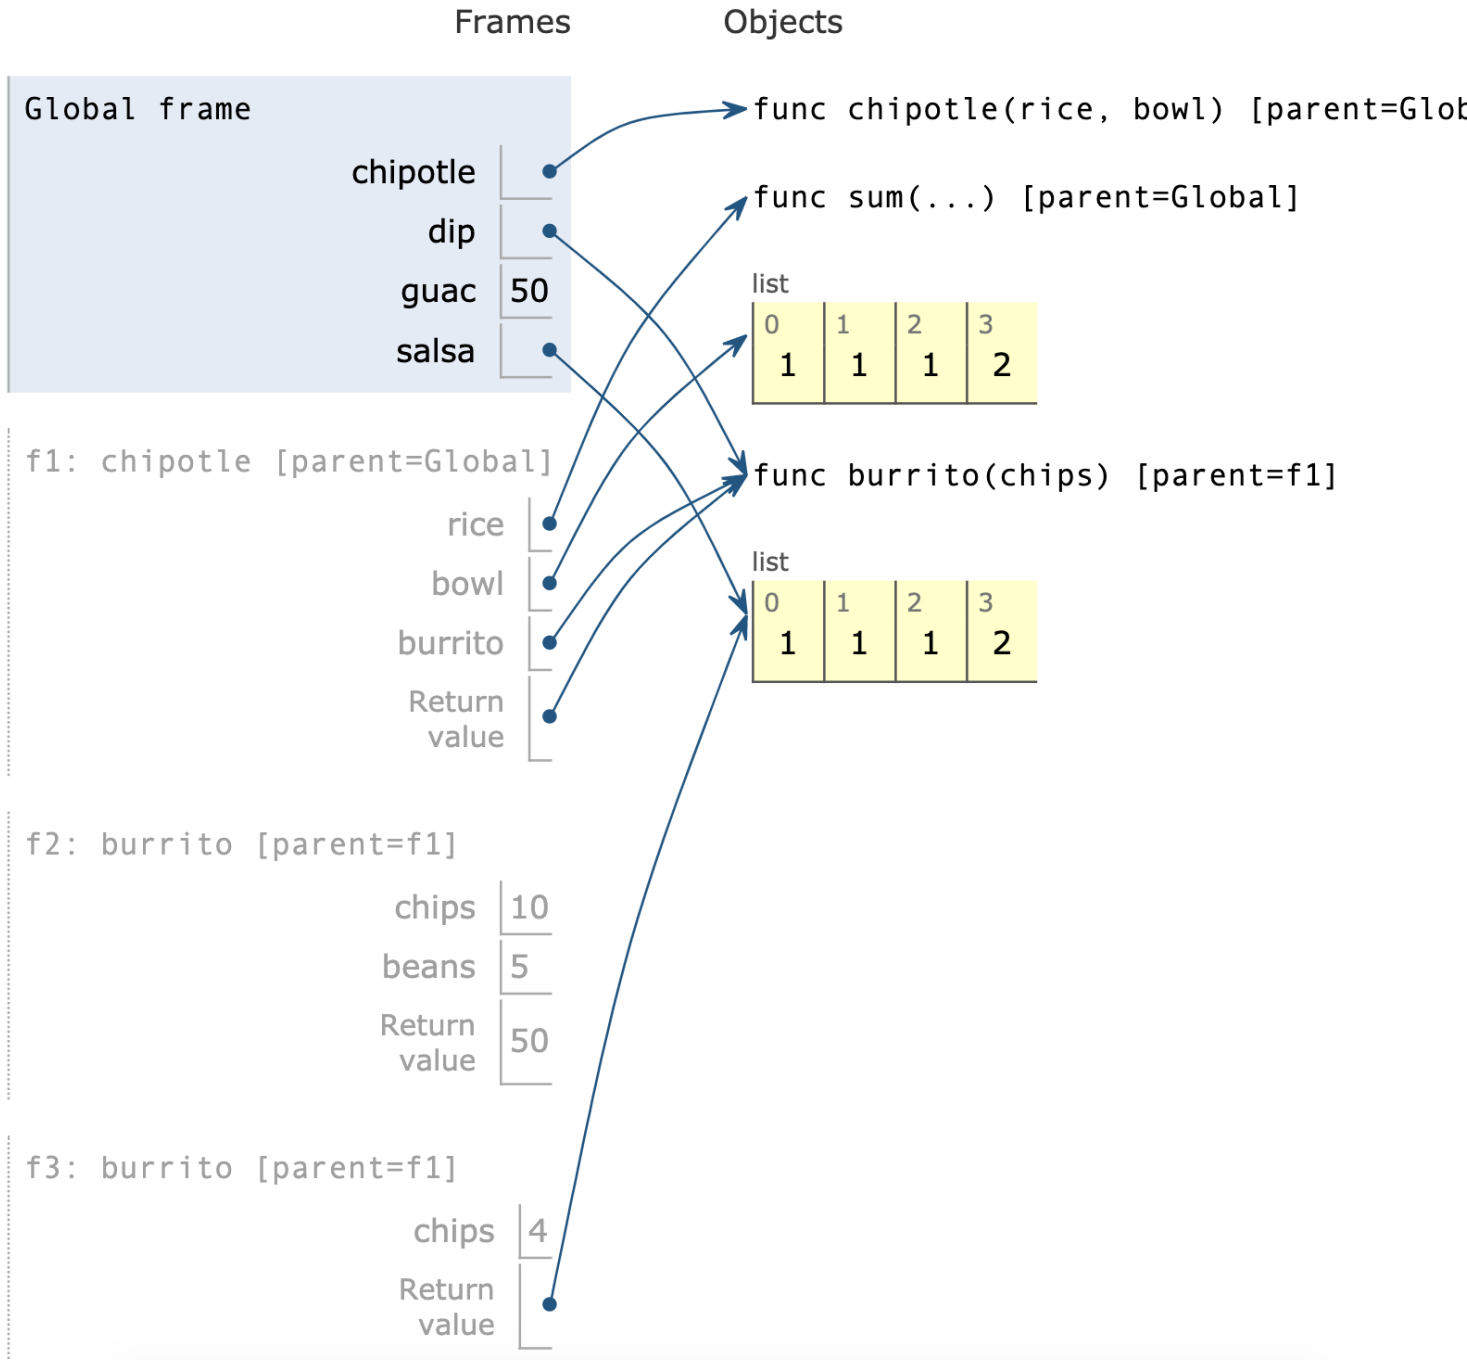 Frames Objects
Global frame
chipotle
dip
guac 50
salsa
func chipotle(rice, bowl) [parent=Glob
func sum(...) [parent=Global]
list
0 1 2 3
1 1 1 2
func burrito(chips) [parent=f1]
list
0 1 2 3
1 1 1 2
f1: chipotle [parent=Global]
rice
bowl
burrito
Return
value
f2: burrito [parent=f1]
chips 10
beans 5
Return
value 50
f3: burrito [parent=f1]
chips 4
Return
value